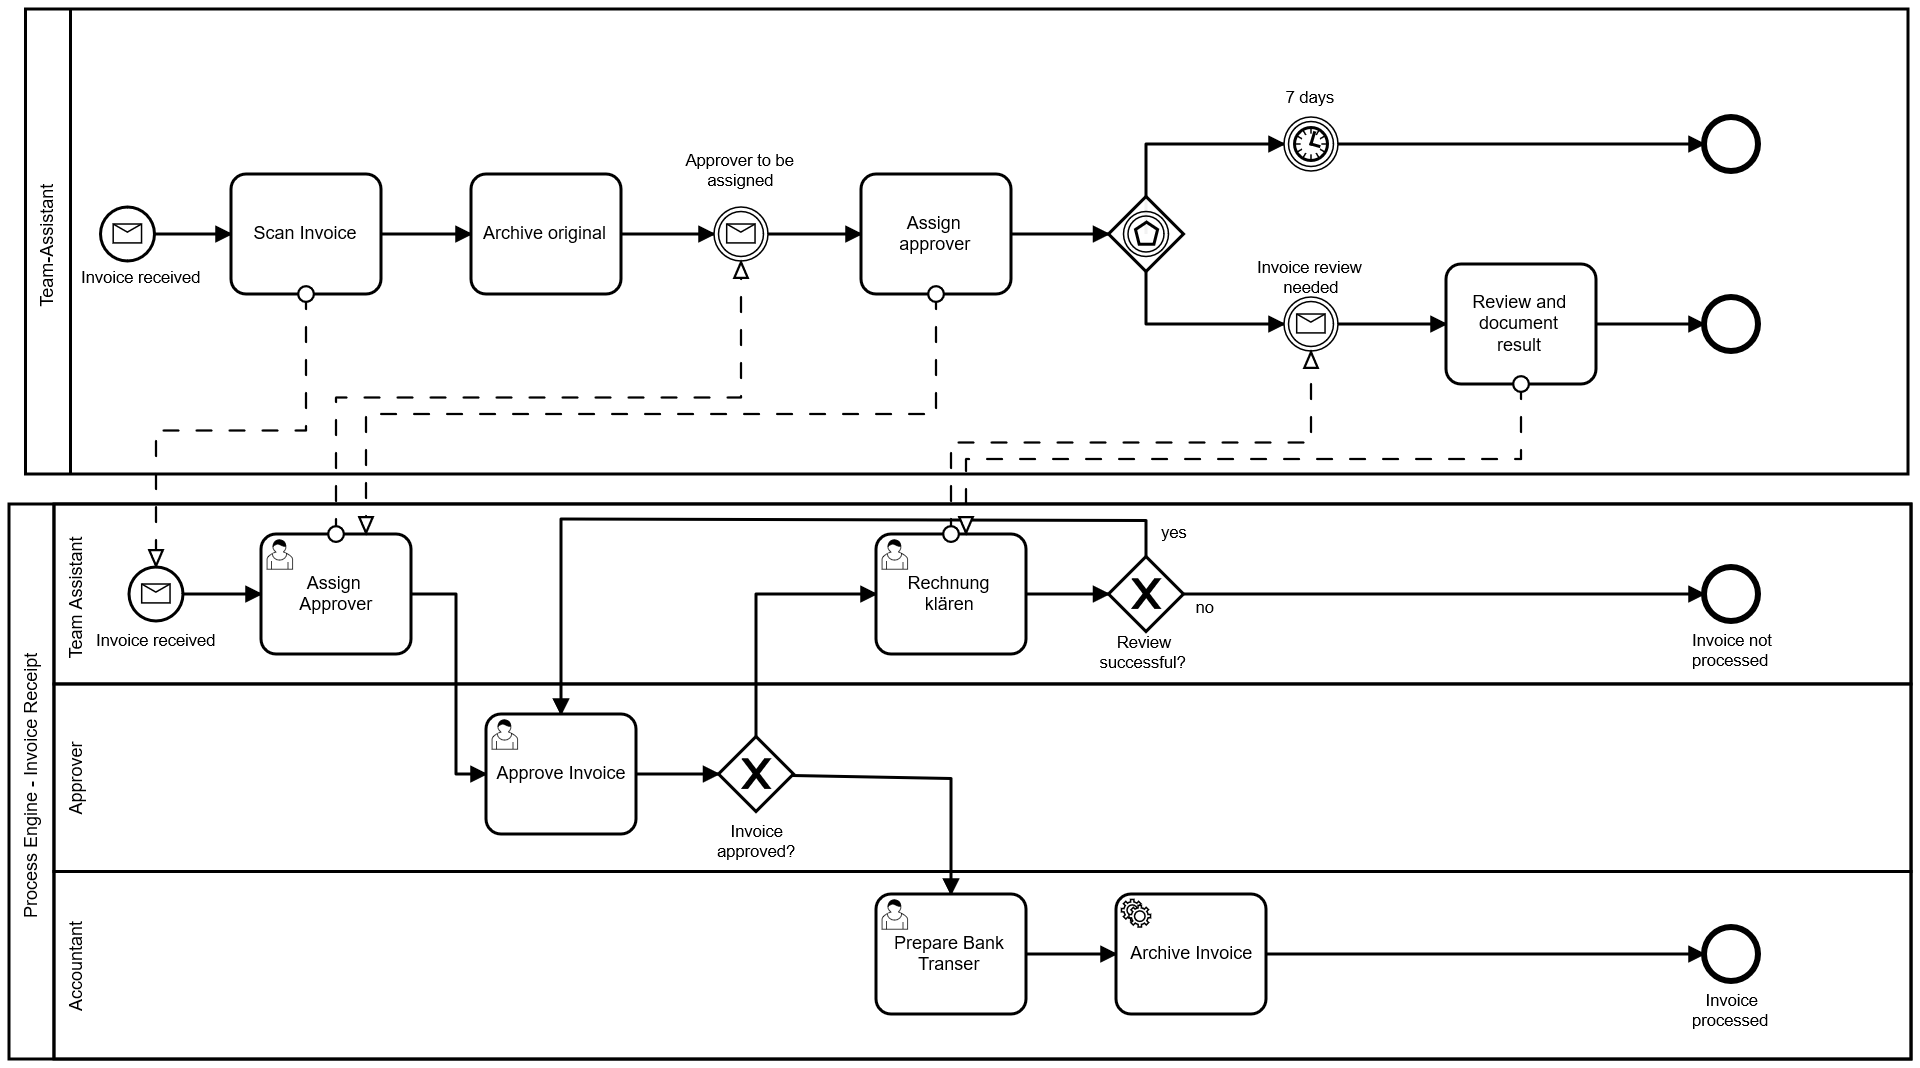 Team-Assistant
7 days
Approver to be
assigned
Scan Invoice
Archive original
Assign
approver
Invoice received
Invoice review
needed
Review and
document
result
Process Engine - Invoice Receipt
Team Assistant
Invoice received
Assign
Approver
Rechnung
klären
yes
no
Review
successful?
Invoice not
processed
Approver
Approve Invoice
Invoice
approved?
Accountant
Prepare Bank
Transer
Archive Invoice
Invoice
processed